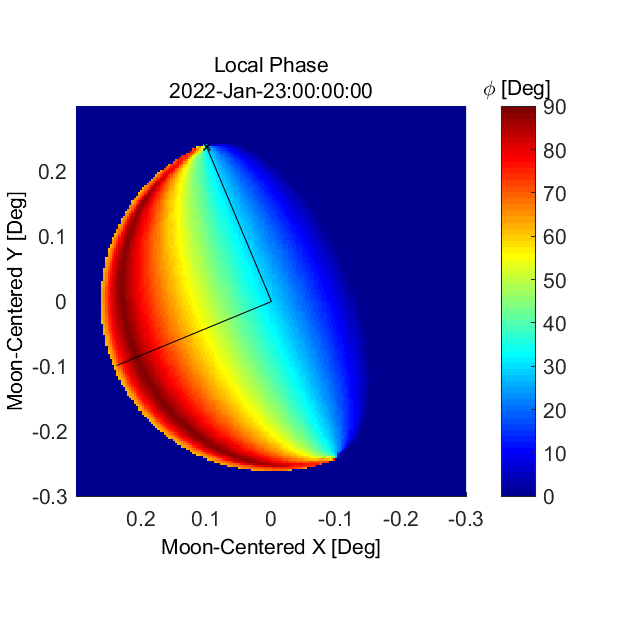 Local Phase
2022-Jan-23:00:00:00:00
ϕ [Deg]
90
80
70
60
50
40
30
20
10
0
Moon-Centered Y [Deg]
0.2
0.1
0
-0.1
-0.2
-0.3
0.2 0.1 0 -0.1 -0.2 -0.3
Moon-Centered X [Deg]